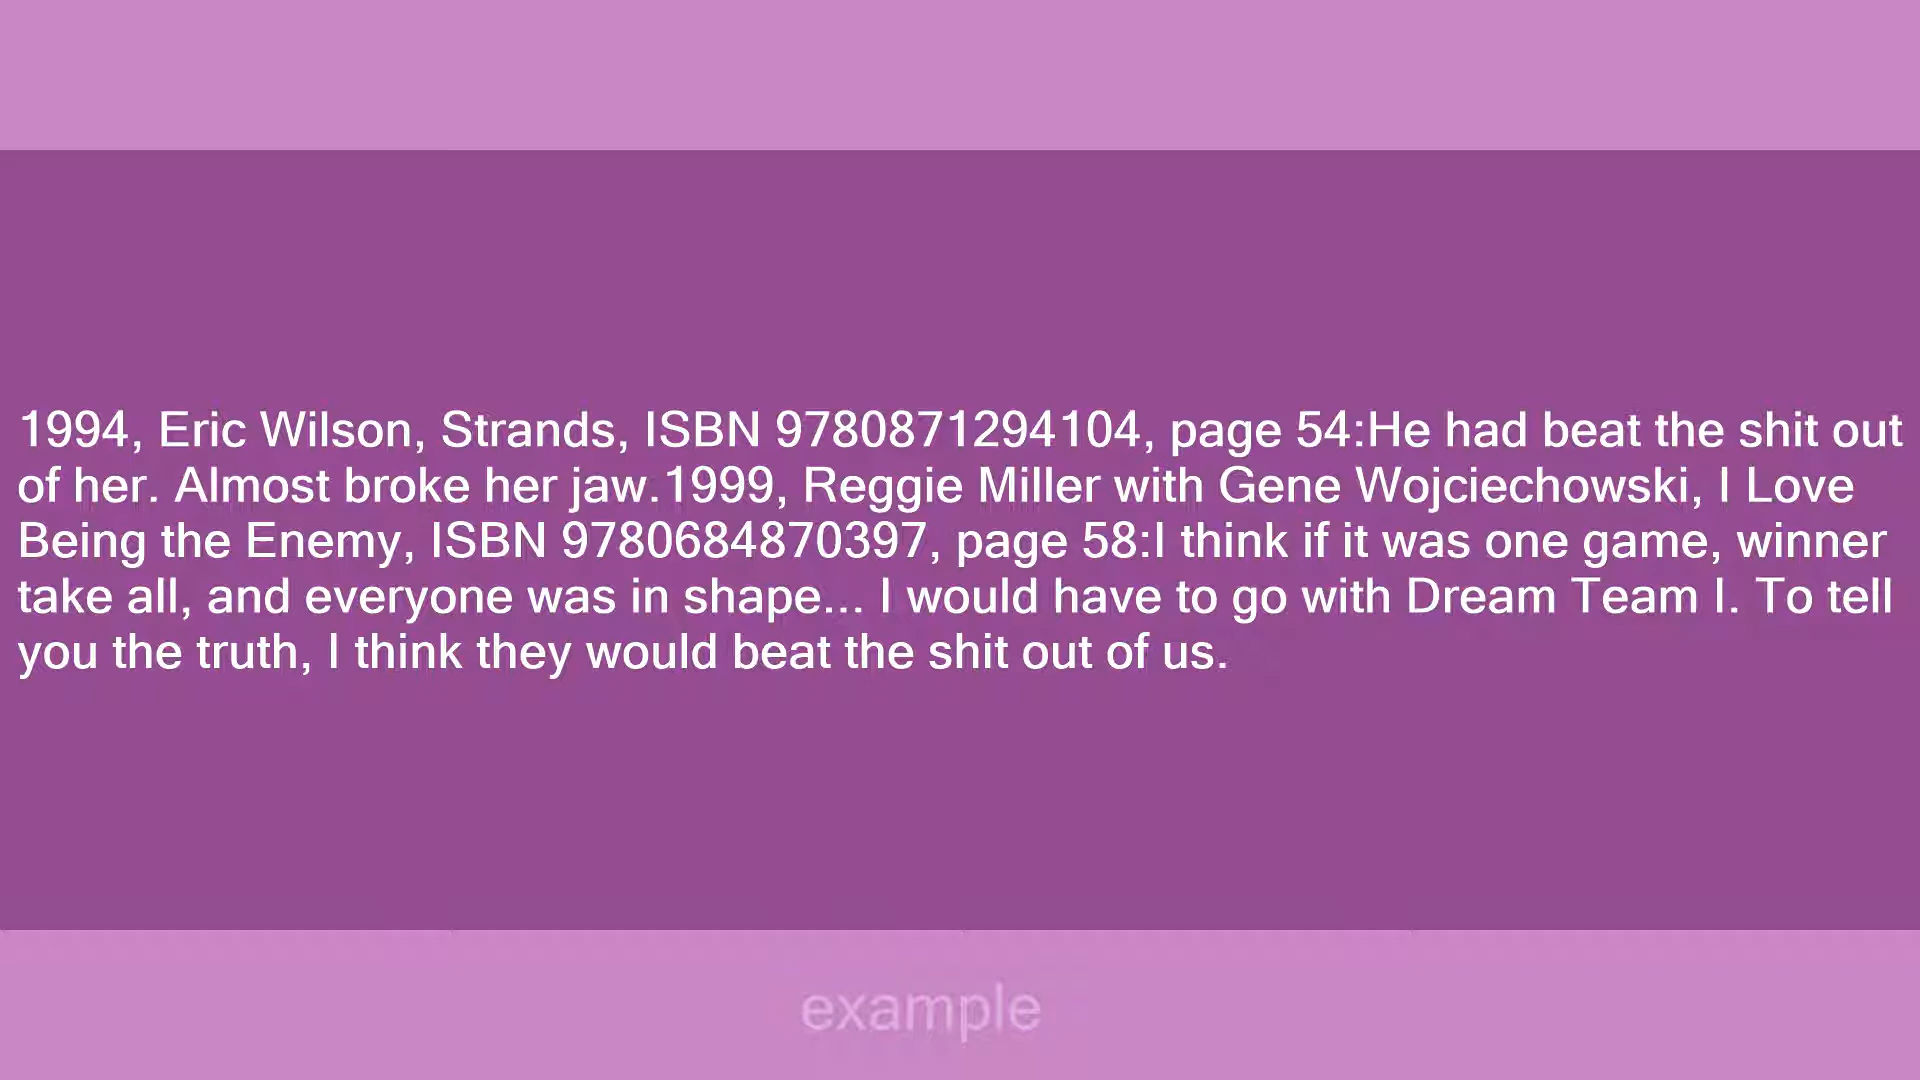 1994, Eric Wilson, Strands, ISBN 9780871294104, page 54:He had beat the shit out
of her. Almost broke her jaw.1999, Reggie Miller with Gene Wojciechowski, I Love
Being the Enemy, ISBN 9780684870397, page 58:I think if it was one game, winner
take all, and everyone was in shape... I would have to go with Dream Team I. To tell
you the truth, I think they would beat the shit out of us.
example